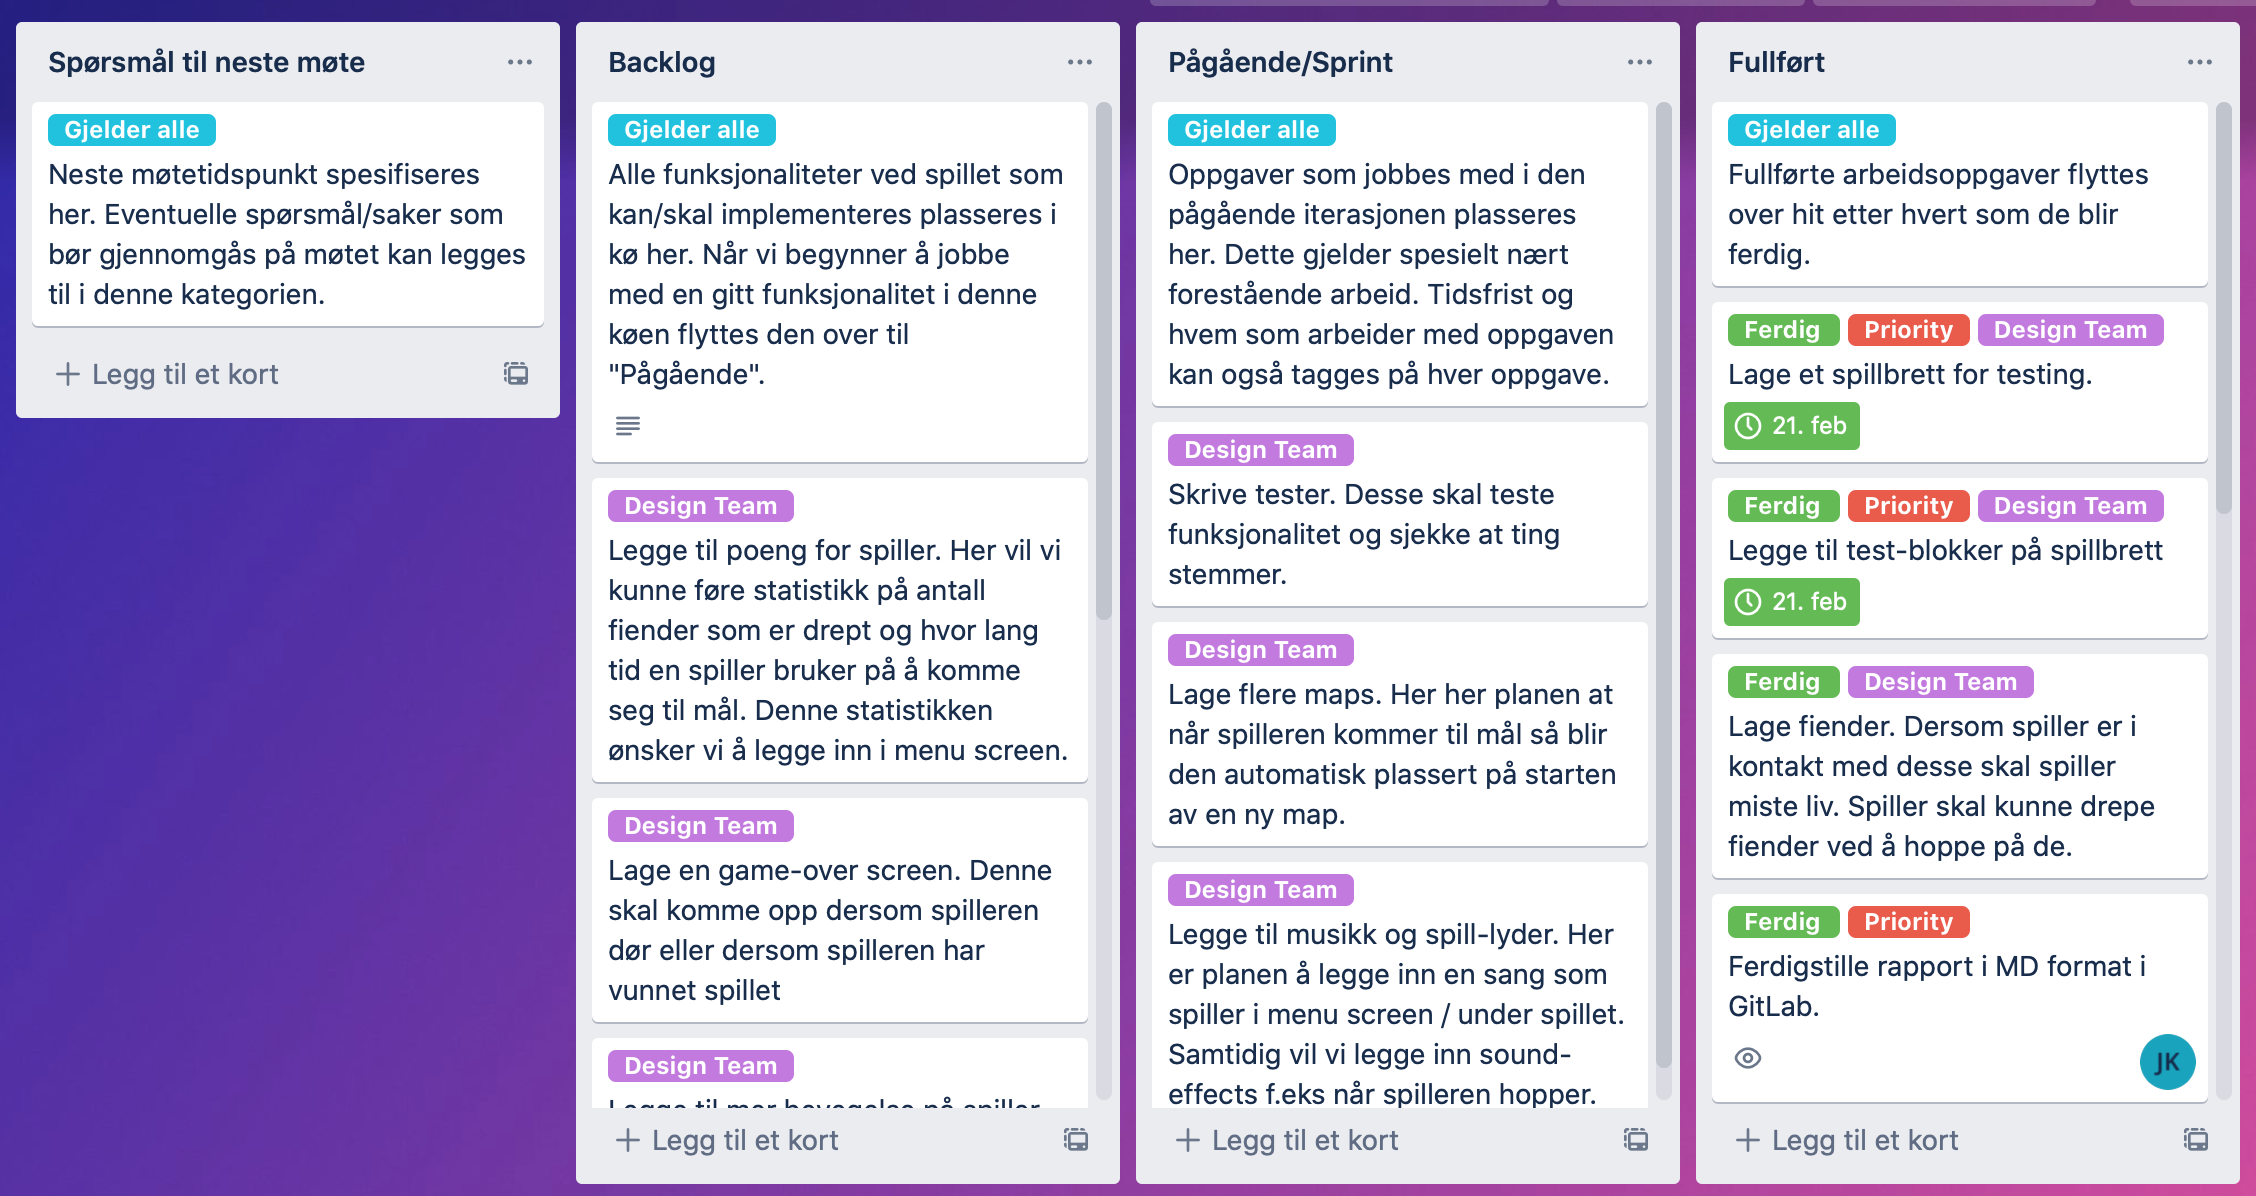 Spørsmål til neste møte
Gjelder alle
Neste møtetidspunkt spesifiseres
her. Eventuelle spørsmål/saker som
bør gjennomgås på møtet kan legges
til i denne kategorien.
Legg til et kort
Backlog
Gjelder alle
Alle funksjonaliteter ved spillet som
kan/skal implementeres plasseres i
kø her. Når vi begynner å jobbe
med en gitt funksjonalitet i denne
køen flyttes den over til
"Pågående".
Design Team
Legge til poeng for spiller. Her vil vi
kunne føre statistikk på antall
fiender som er drept og hvor lang
tid en spiller bruker på å komme
seg til mål. Denne statistikken
ønsker vi å legge inn i menu screen.
Design Team
Lage en game-over screen. Denne
skal komme opp dersom spilleren
dør eller dersom spilleren har
vunnet spillet
Design Team
Legge til mer bevegelse på spiller
Legg til et kort
Pågående/Sprint
Gjelder alle
Oppgaver som jobbes med i den
pågående iterasjonen plasseres
her. Dette gjelder spesielt nært
forestående arbeid. Tidsfrist og
hvem som arbeider med oppgaven
kan også tagges på hver oppgave.
Design Team
Skrive tester. Desse skal teste
funksjonalitet og sjekke at ting
stemmer.
Design Team
Lage flere maps. Her her planen at
når spilleren kommer til mål så blir
den automatisk plassert på starten
av en ny map.
Design Team
Legge til musikk og spill-lyder. Her
er planen å legge inn en sang som
spiller i menu screen / under spillet.
Samtidig vil vi legge inn sound-
effects f.eks når spilleren hopper.
Legg til et kort
Fullført
Gjelder alle
Fullførte arbeidsoppgaver flyttes
over hit etter hvert som de blir
ferdig.
Ferdig Priority Design Team
Lage et spillbrett for testing.
21. feb
Ferdig Priority Design Team
Legge til test-blokker på spillbrett
21. feb
Ferdig Design Team
Lage fiender. Dersom spiller er i
kontakt med desse skal spiller
miste liv. Spiller skal kunne drepe
fiender ved å hoppe på de.
Ferdig Priority
Ferdigstille rapport i MD format i
GitLab.
JK
Legg til et kort